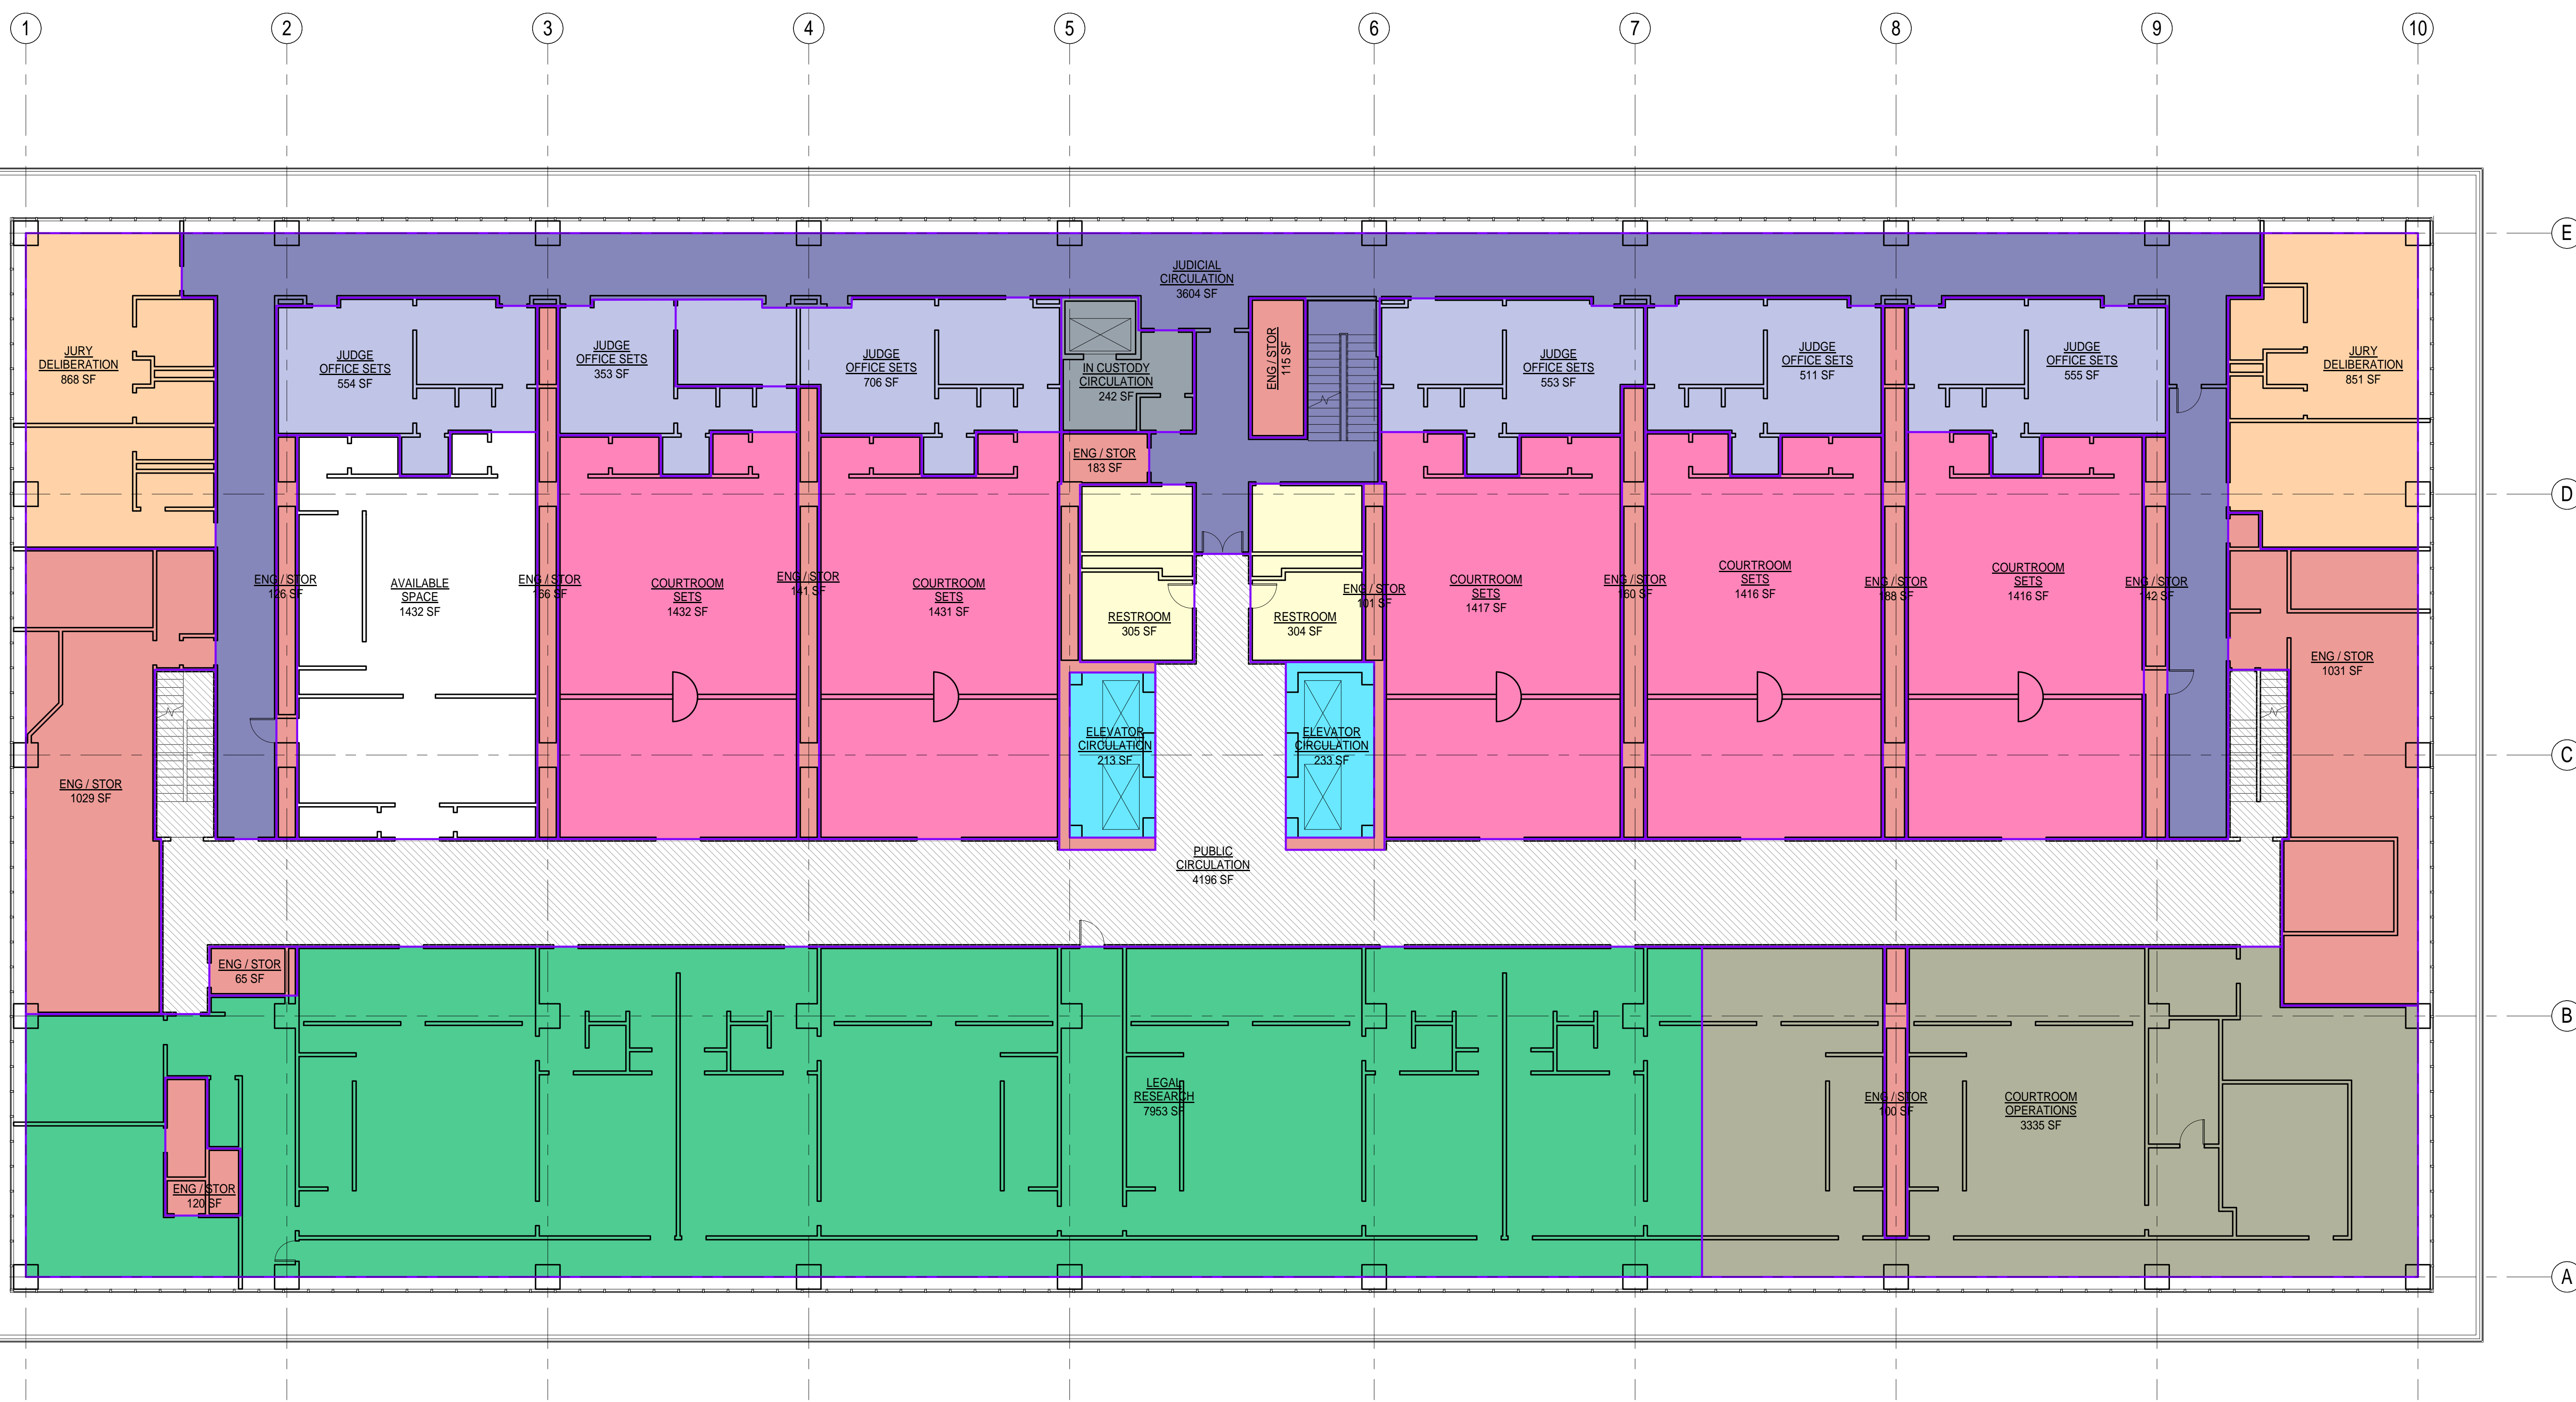 1
2
3
4
5
6
7
8
9
10
E
JUDICIAL
CIRCULATION
3604 SF
JURY
DELIBERATION
868 SF
JUDGE
OFFICE SETS
554 SF
JUDGE
OFFICE SETS
353 SF
JUDGE
OFFICE SETS
706 SF
IN CUSTODY
CIRCULATION
242 SF
ENG / STOR
115 SF
JUDGE
OFFICE SETS
553 SF
JUDGE
OFFICE SETS
511 SF
JUDGE
OFFICE SETS
555 SF
JURY
DELIBERATION
851 SF
ENG / STOR
183 SF
D
ENG / STOR
126 SF
AVAILABLE
SPACE
1432 SF
ENG / STOR
166 SF
COURTROOM
SETS
1432 SF
ENG / STOR
141 SF
COURTROOM
SETS
1431 SF
RESTROOM
305 SF
RESTROOM
304 SF
ENG / STOR
101 SF
COURTROOM
SETS
1417 SF
ENG / STOR
160 SF
COURTROOM
SETS
1416 SF
ENG / STOR
188 SF
COURTROOM
SETS
1416 SF
ENG / STOR
142 SF
ENG / STOR
1031 SF
ENG / STOR
1029 SF
ELEVATOR
CIRCULATION
213 SF
ELEVATOR
CIRCULATION
233 SF
C
PUBLIC
CIRCULATION
4196 SF
ENG / STOR
65 SF
B
LEGAL
RESEARCH
7953 SF
ENG / STOR
100 SF
COURTROOM
OPERATIONS
3335 SF
ENG / STOR
120 SF
A